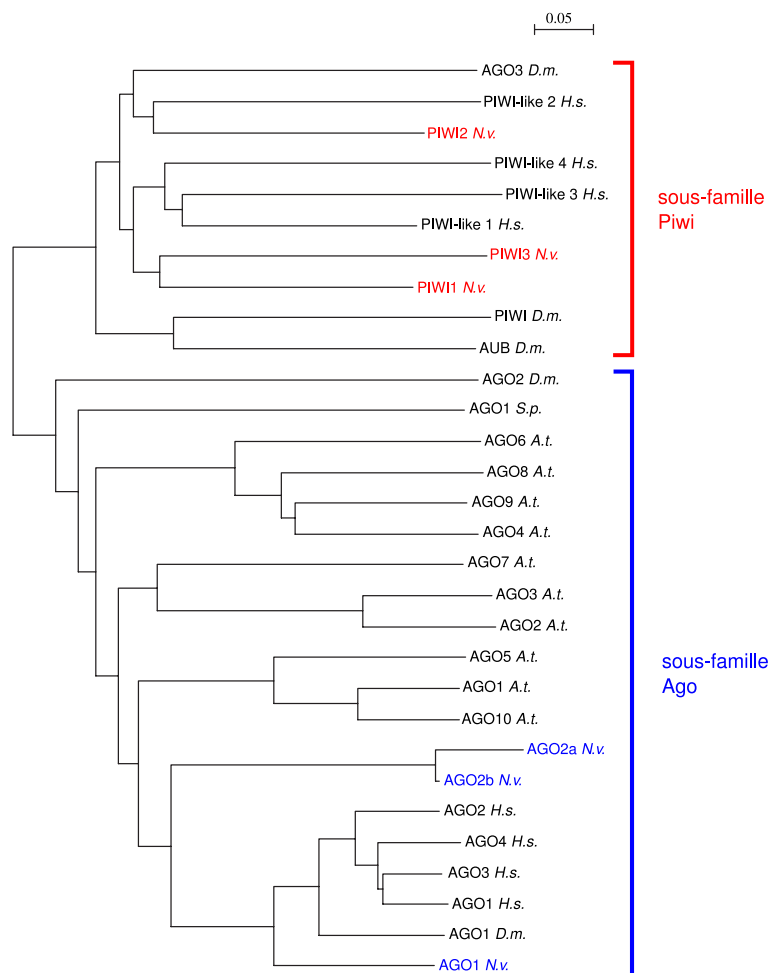 0.05
AGO3 D.m.
PIWI-like 2 H.s.
PIWI2 N.v.
PIWI-like 4 H.s.
PIWI-like 3 H.s.
sous-famille
Piwi
PIWI-like 1 H.s.
PIWI3 N.v.
PIWI1 N.v.
PIWI D.m.
AUB D.m.
AGO2 D.m.
AGO1 S.p.
AGO6 A.t.
AGO8 A.t.
AGO9 A.t.
AGO4 A.t.
AGO7 A.t.
AGO3 A.t.
AGO2 A.t.
AGO5 A.t.
sous-famille
Ago
AGO1 A.t.
AGO10 A.t.
AGO2a N.v.
AGO2b N.v.
AGO2 H.s.
AGO4 H.s.
AGO3 H.s.
AGO1 H.s.
AGO1 D.m.
AGO1 N.v.